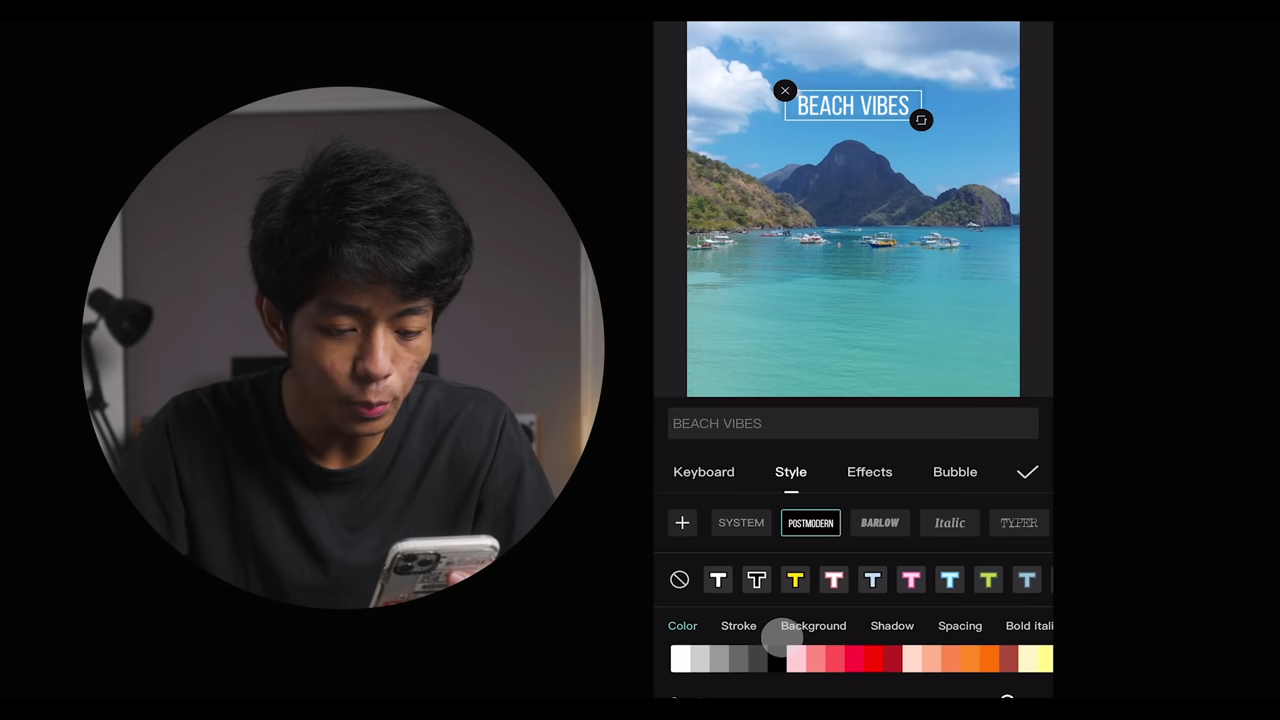 BEACH VIBES
BEACH VIBES
Keyboard Style Effects Bubble
SYSTEM POSTMODERN BARLOW Italic TYPER
T T T T T T T T T
Color Stroke Background Shadow Spacing Bold itali